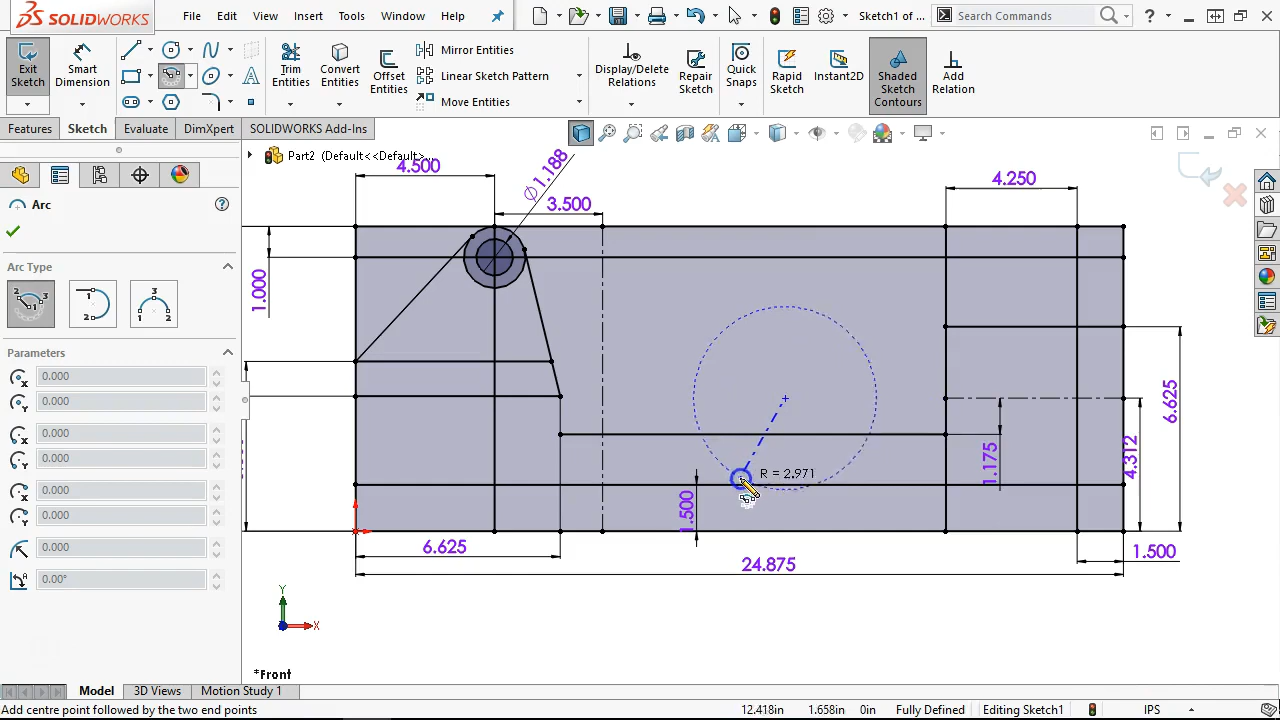 SOLIDWORKS
File
Edit
View
Insert
Tools
Window
Help
Sketch1 of ...
Search Commands
?
Exit
Sketch
Smart
Dimension
Trim
Entities
Convert
Entities
Offset
Entities
Mirror Entities
Linear Sketch Pattern
Move Entities
Display/Delete
Relations
Repair
Sketch
Quick
Snaps
Rapid
Sketch
Instant2D
Shaded
Sketch
Contours
Add
Relation
Features
Sketch
Evaluate
DimXpert
SOLIDWORKS Add-Ins
Part2 (Default<<Default>...
Arc
?
Arc Type
Parameters
0.000
0.000
0.000
0.000
0.000
0.000
0.000
0.00°
4.500
∅1.188
3.500
4.250
1.000
R = 2.971
6.625
4.312
1.175
1.500
6.625
24.875
1.500
Y
X
*Front
Model
3D Views
Motion Study 1
Add centre point followed by the two end points
12.418in
1.658in
0in
Fully Defined
Editing Sketch1
IPS